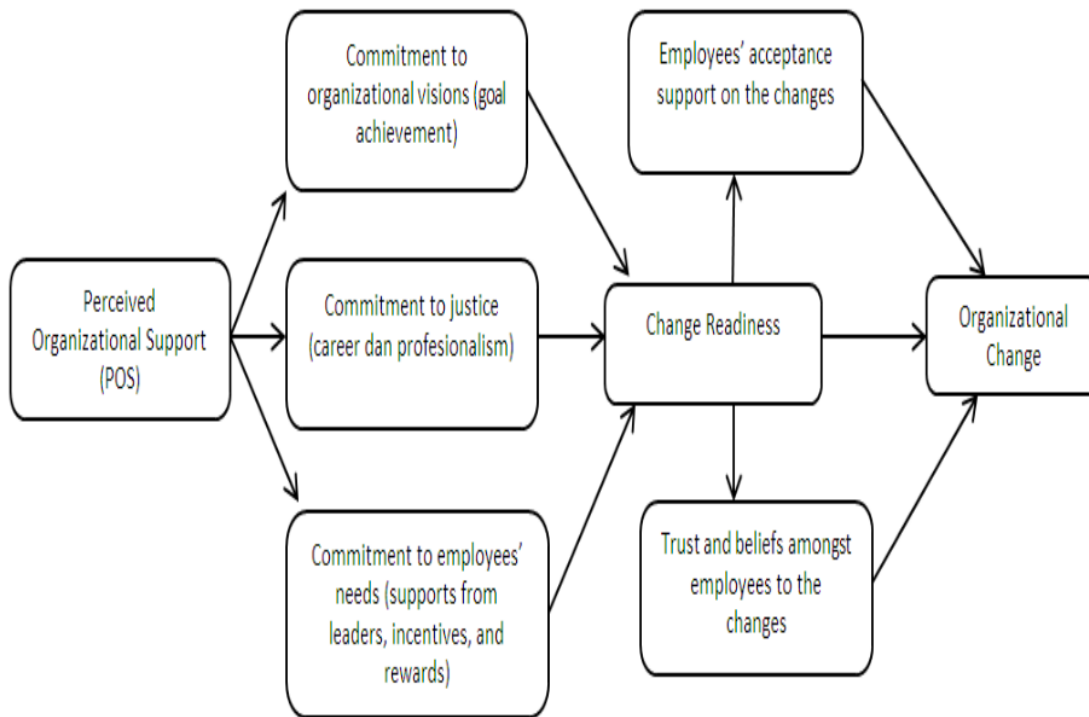 Perceived
Organizational Support
(POS)
Commitment to
organizational visions (goal
achievement)
Commitment to justice
(career dan profesionalism)
Commitment to employees'
needs (supports from
leaders, incentives, and
rewards)
Change Readiness
Employees' acceptance
support on the changes
Trust and beliefs amongst
employees to the
changes
Organizational
Change